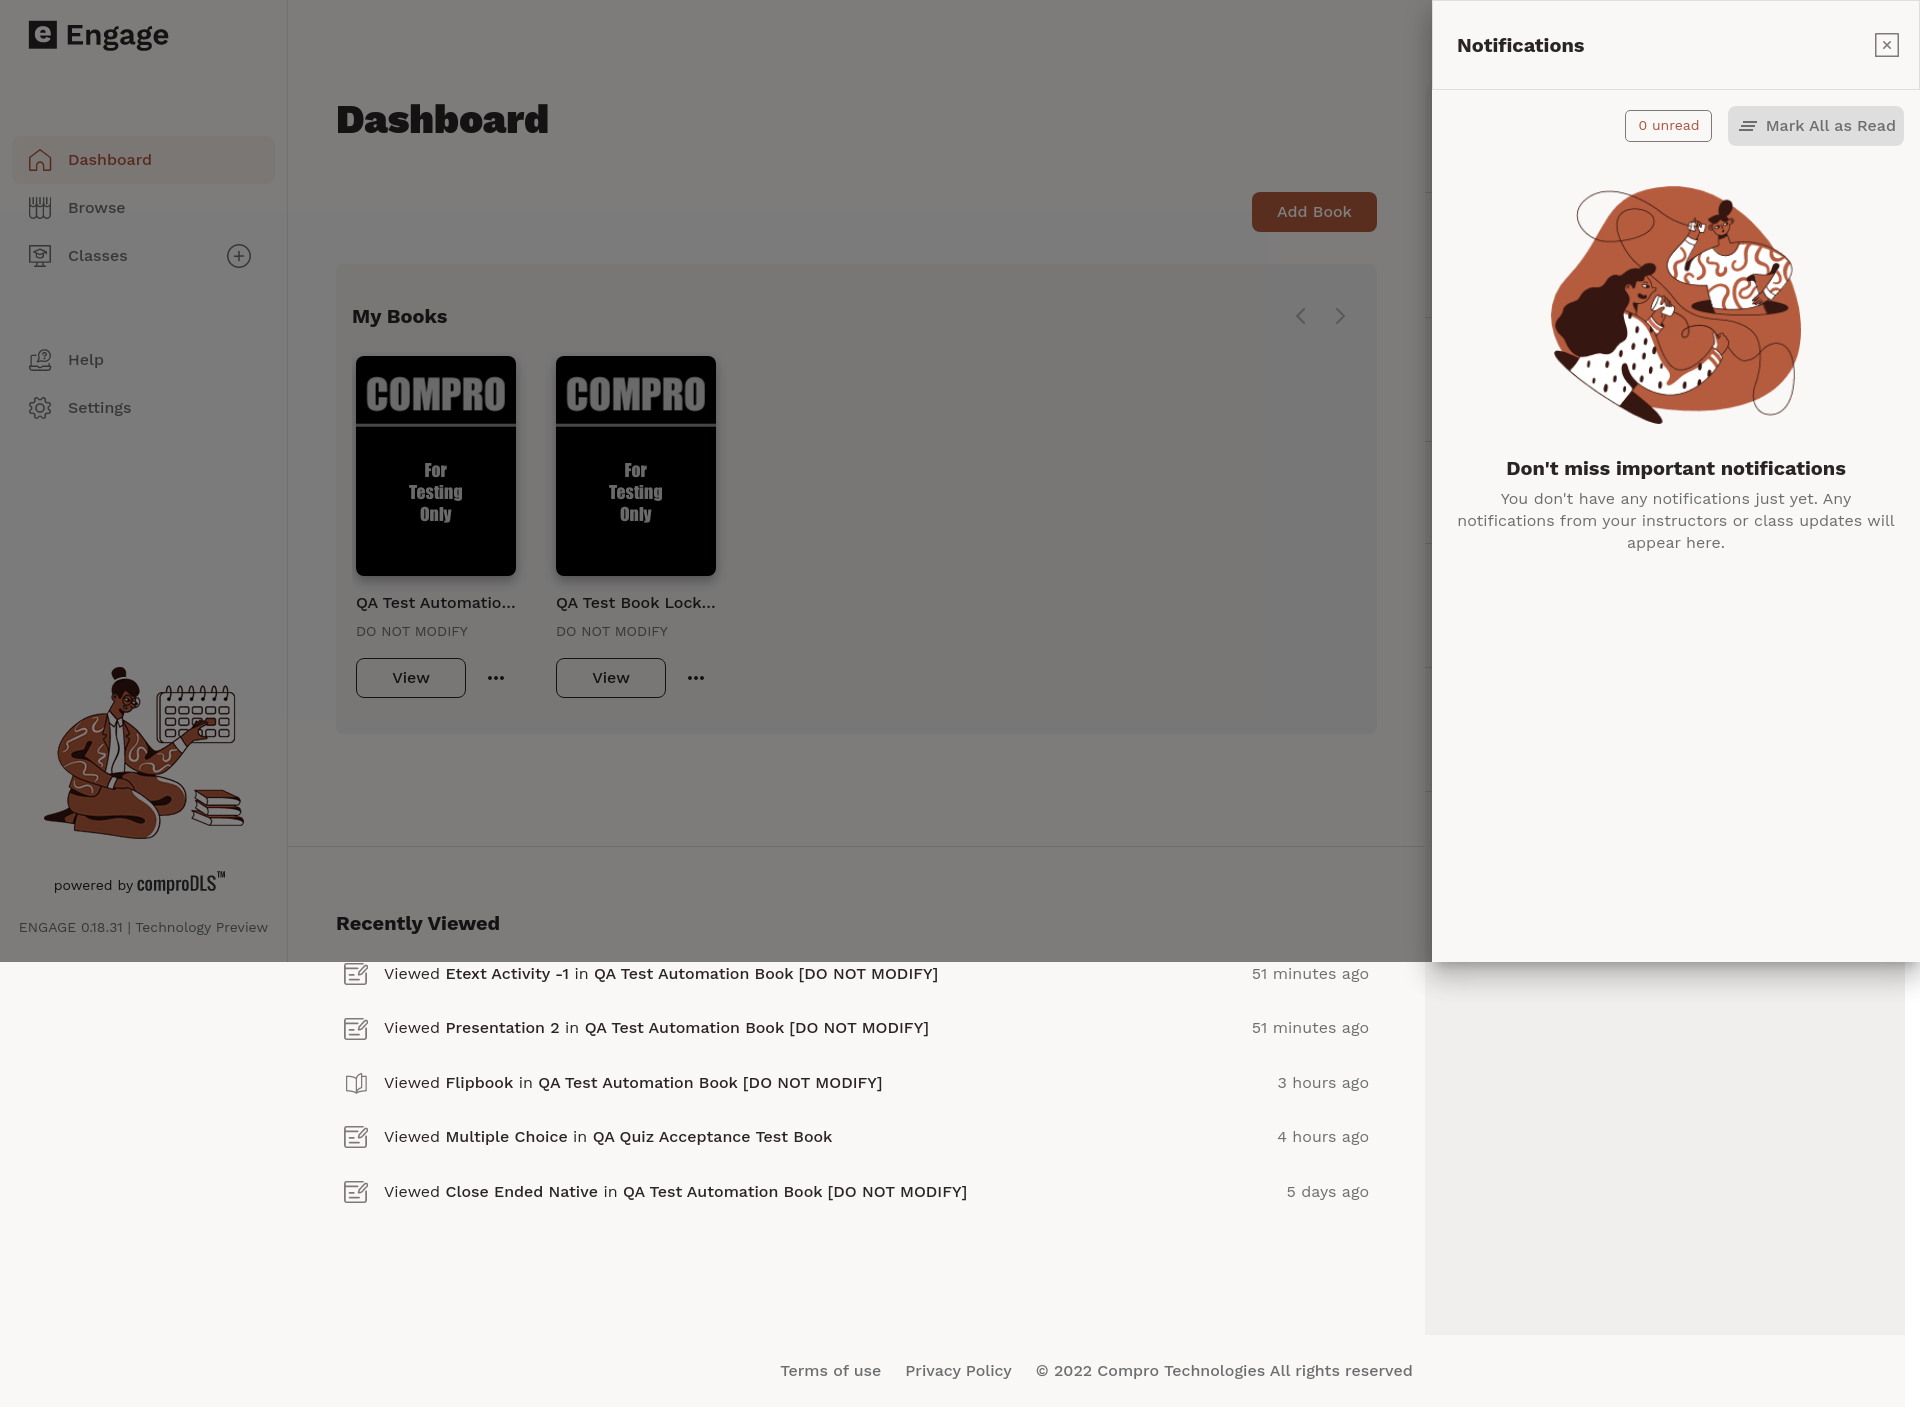 e Engage
Dashboard
Browse
Classes
Help
Settings
powered by comproDLS™
ENGAGE 0.18.31 | Technology Preview
Dashboard
Add Book
My Books
COMPRO
For
Testing
Only
QA Test Automatio...
DO NOT MODIFY
View
COMPRO
For
Testing
Only
QA Test Book Lock...
DO NOT MODIFY
View
Recently Viewed
Viewed Etext Activity -1 in QA Test Automation Book [DO NOT MODIFY] 51 minutes ago
Viewed Presentation 2 in QA Test Automation Book [DO NOT MODIFY] 51 minutes ago
Viewed Flipbook in QA Test Automation Book [DO NOT MODIFY] 3 hours ago
Viewed Multiple Choice in QA Quiz Acceptance Test Book 4 hours ago
Viewed Close Ended Native in QA Test Automation Book [DO NOT MODIFY] 5 days ago
Notifications
0 unread Mark All as Read
Don't miss important notifications
You don't have any notifications just yet. Any
notifications from your instructors or class updates will
appear here.
Terms of use Privacy Policy © 2022 Compro Technologies All rights reserved